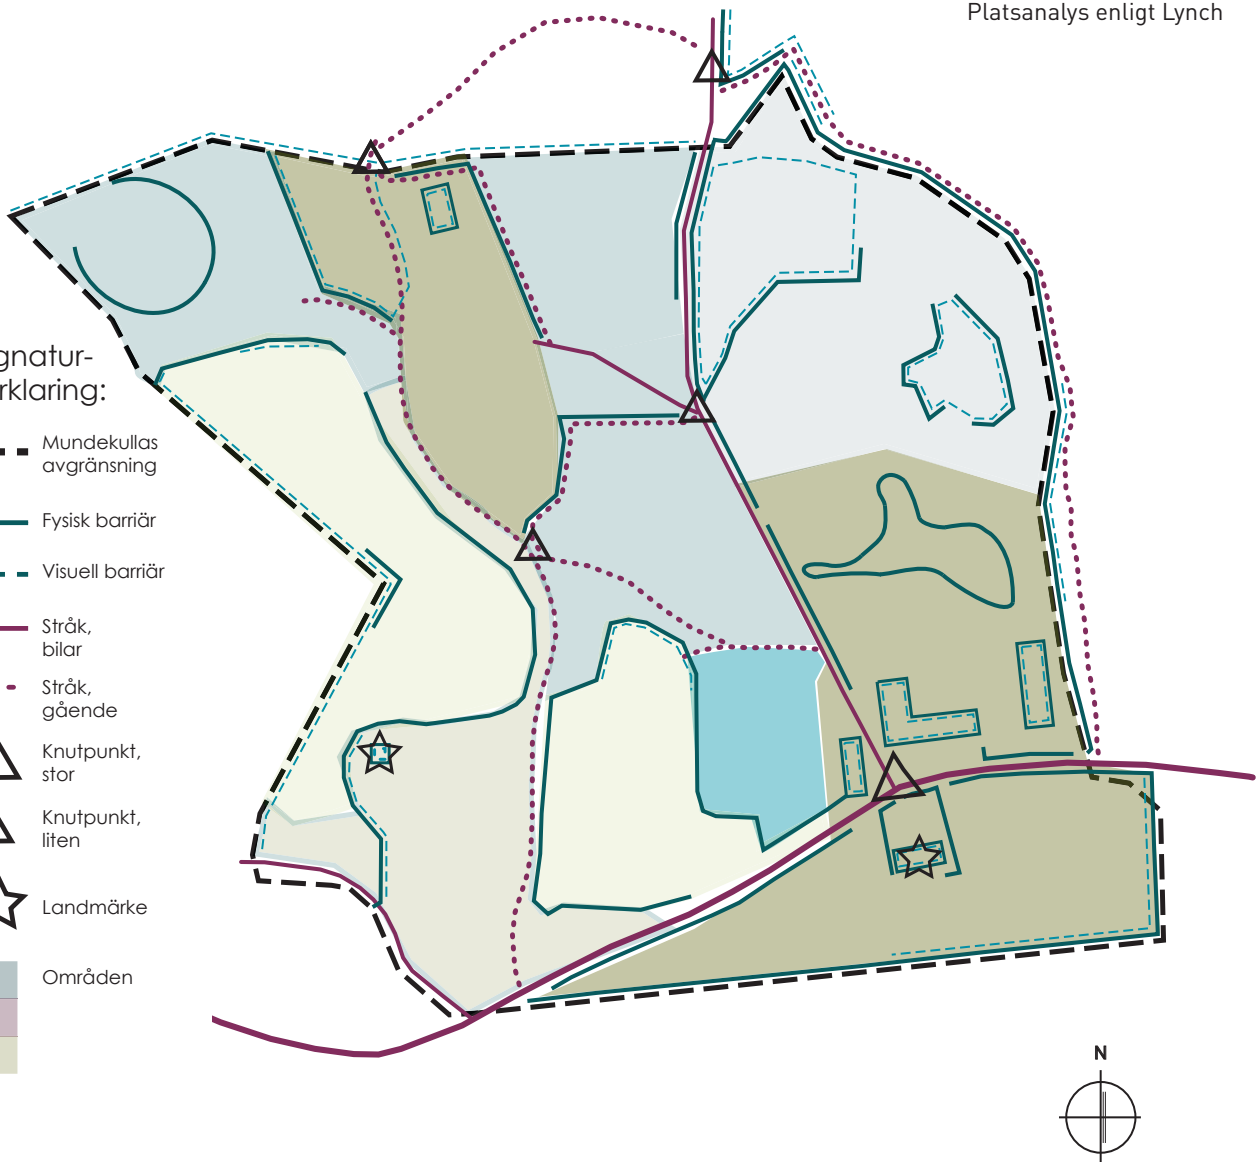 Platsanalys enligt Lynch
gnatur-
rklaring:
Mundekullas
avgränsning
Fysisk barriär
Visuell barriär
Stråk,
bilar
Stråk,
gående
Knutpunkt,
stor
Knutpunkt,
liten
Landmärke
Områden
N